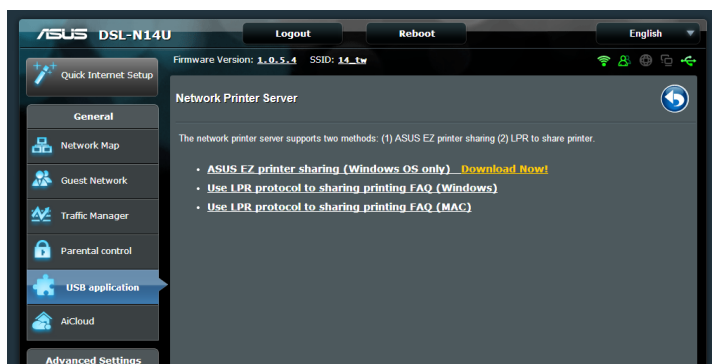 ASUS DSL-N14U Logout Reboot English
Firmware Version: 1.0.5.4 SSID: 14_tw
Quick Internet Setup
General
Network Map
Guest Network
Traffic Manager
Parental control
USB application
AiCloud
Advanced Settings
Network Printer Server
The network printer server supports two methods: (1) ASUS EZ printer sharing (2) LPR to share printer.
• ASUS EZ printer sharing (Windows OS only) Download Now!
• Use LPR protocol to sharing printing FAQ (Windows)
• Use LPR protocol to sharing printing FAQ (MAC)